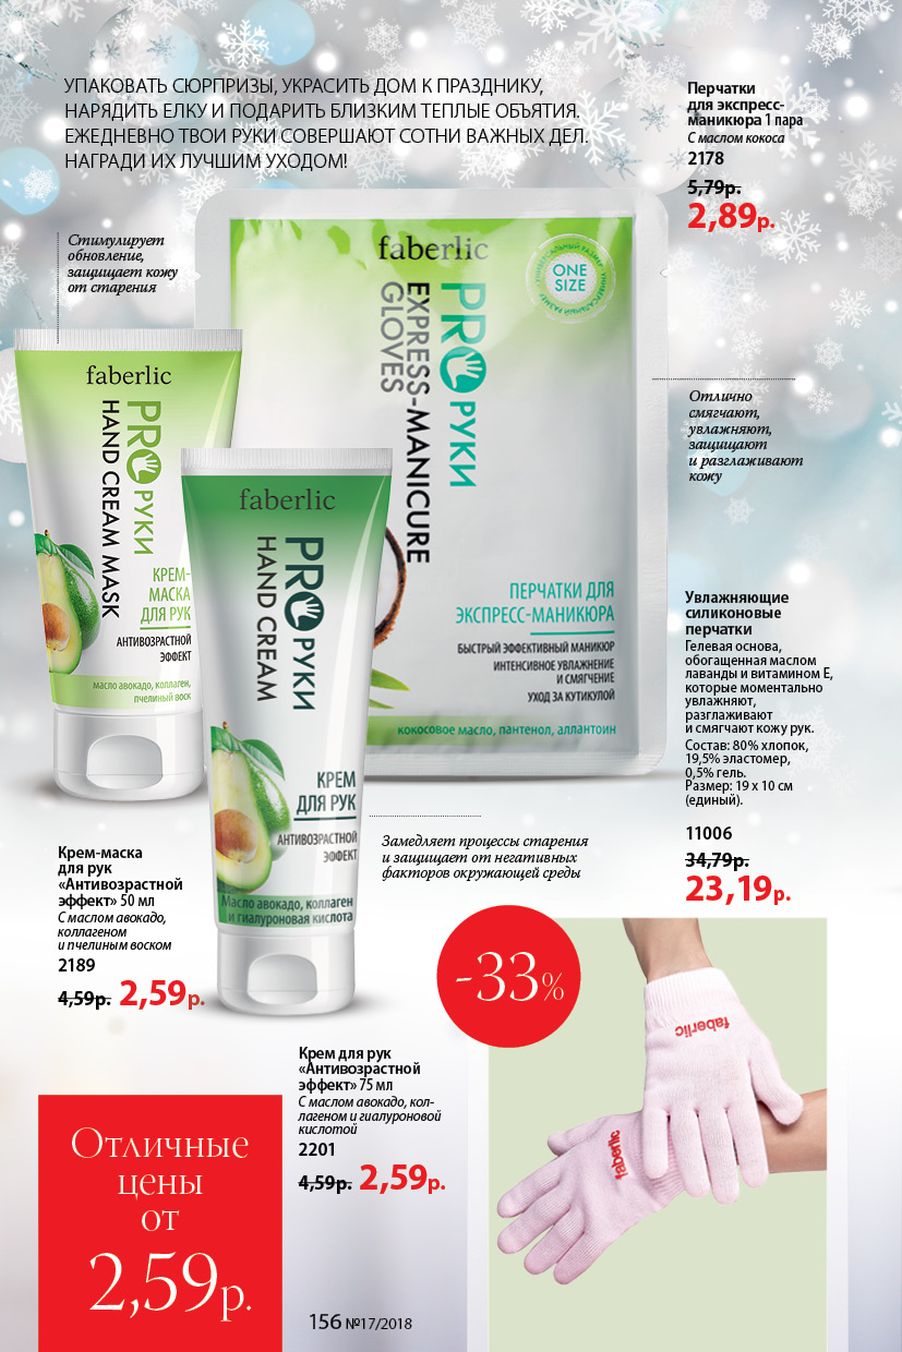 УПАКОВАТЬ СЮРПРИЗЫ, УКРАСИТЬ ДОМ К ПРАЗДНИКУ,
НАРЯДИТЬ ЕЛКУ И ПОДАРИТЬ БЛИЗКИМ ТЕПЛЫЕ ОБЪЯТИЯ.
ЕЖЕДНЕВНО ТВОИ РУКИ СОВЕРШАЮТ СОТНИ ВАЖНЫХ ДЕЛ.
НАГРАДИ ИХ ЛУЧШИМ УХОДОМ!
Перчатки
для экспресс-
маникюра 1 пара
С маслом кокоса
2178
5,79р.
2,89р.
Стимулирует
обновление,
защищает кожу
от старения
faberlic
PRO РУКИ
EXPRESS-MANICURE
GLOVES
УНИВЕРСАЛЬНЫЙ РАЗМЕР · УНИВЕРСАЛЬНЫЙ РАЗМЕР ·
ONE
SIZE
ПЕРЧАТКИ ДЛЯ
ЭКСПРЕСС-МАНИКЮРА
БЫСТРЫЙ ЭФФЕКТИВНЫЙ МАНИКЮР
ИНТЕНСИВНОЕ УВЛАЖНЕНИЕ
И СМЯГЧЕНИЕ
УХОД ЗА КУТИКУЛОЙ
кокосовое масло, пантенол, аллантоин
Отлично
смягчают,
увлажняют,
защищают
и разглаживают
кожу
faberlic
PRO РУКИ
HAND CREAM MASK
КРЕМ-
МАСКА
ДЛЯ РУК
АНТИВОЗРАСТНОЙ
ЭФФЕКТ
масло авокадо, коллаген,
пчелиный воск
faberlic
PRO РУКИ
HAND CREAM
КРЕМ
ДЛЯ РУК
АНТИВОЗРАСТНОЙ
ЭФФЕКТ
Масло авокадо, коллаген
и гиалуроновая кислота
Увлажняющие
силиконовые
перчатки
Гелевая основа,
обогащенная маслом
лаванды и витамином Е,
которые моментально
увлажняют,
разглаживают
и смягчают кожу рук.
Состав: 80% хлопок,
19,5% эластомер,
0,5% гель.
Размер: 19 х 10 см
(единый).
11006
34,79р.
23,19р.
Замедляет процессы старения
и защищает от негативных
факторов окружающей среды
Крем-маска
для рук
«Антивозрастной
эффект» 50 мл
С маслом авокадо,
коллагеном
и пчелиным воском
2189
4,59р. 2,59р.
-33%
faberlic
faberlic
Крем для рук
«Антивозрастной
эффект» 75 мл
С маслом авокадо, кол-
лагеном и гиалуроновой
кислотой
2201
4,59р. 2,59р.
Отличные
цены
от
2,59р.
156 №17/2018